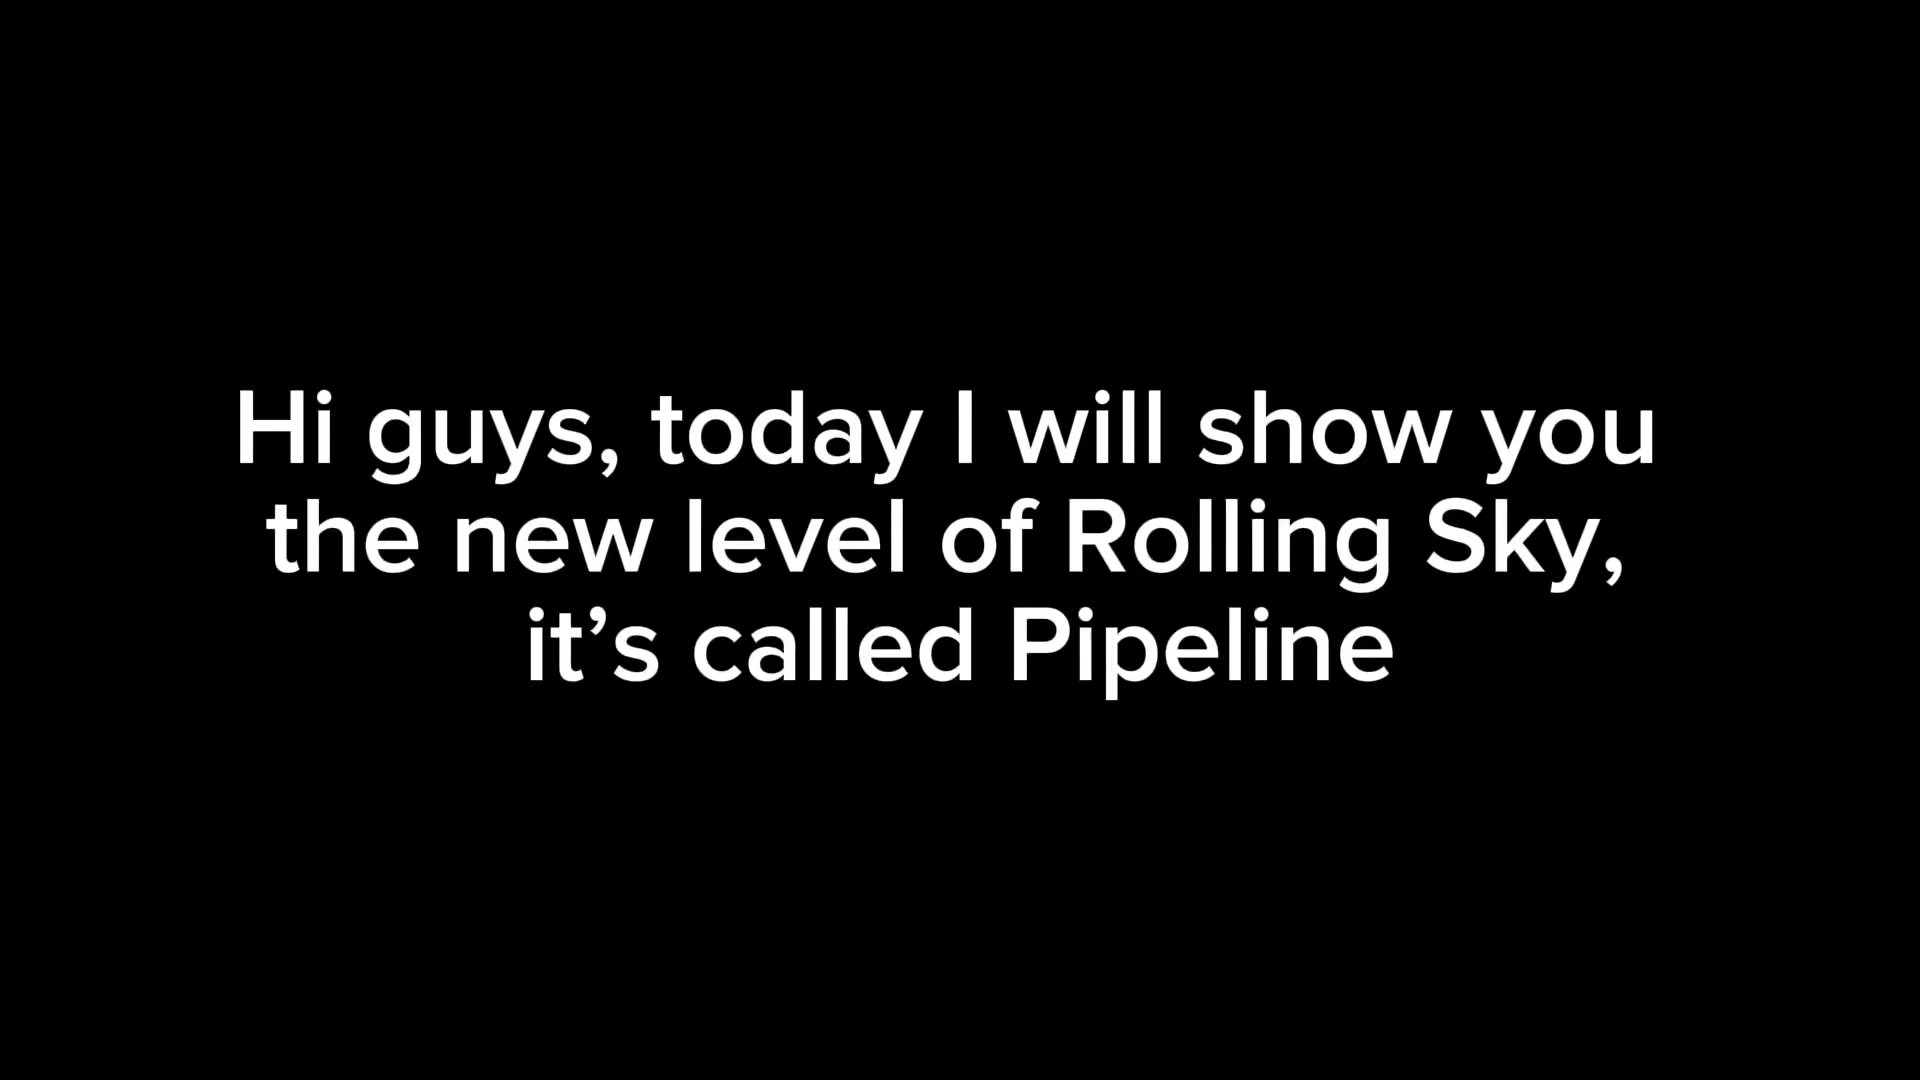 Hi guys, today I will show you
the new level of Rolling Sky,
it’s called Pipeline